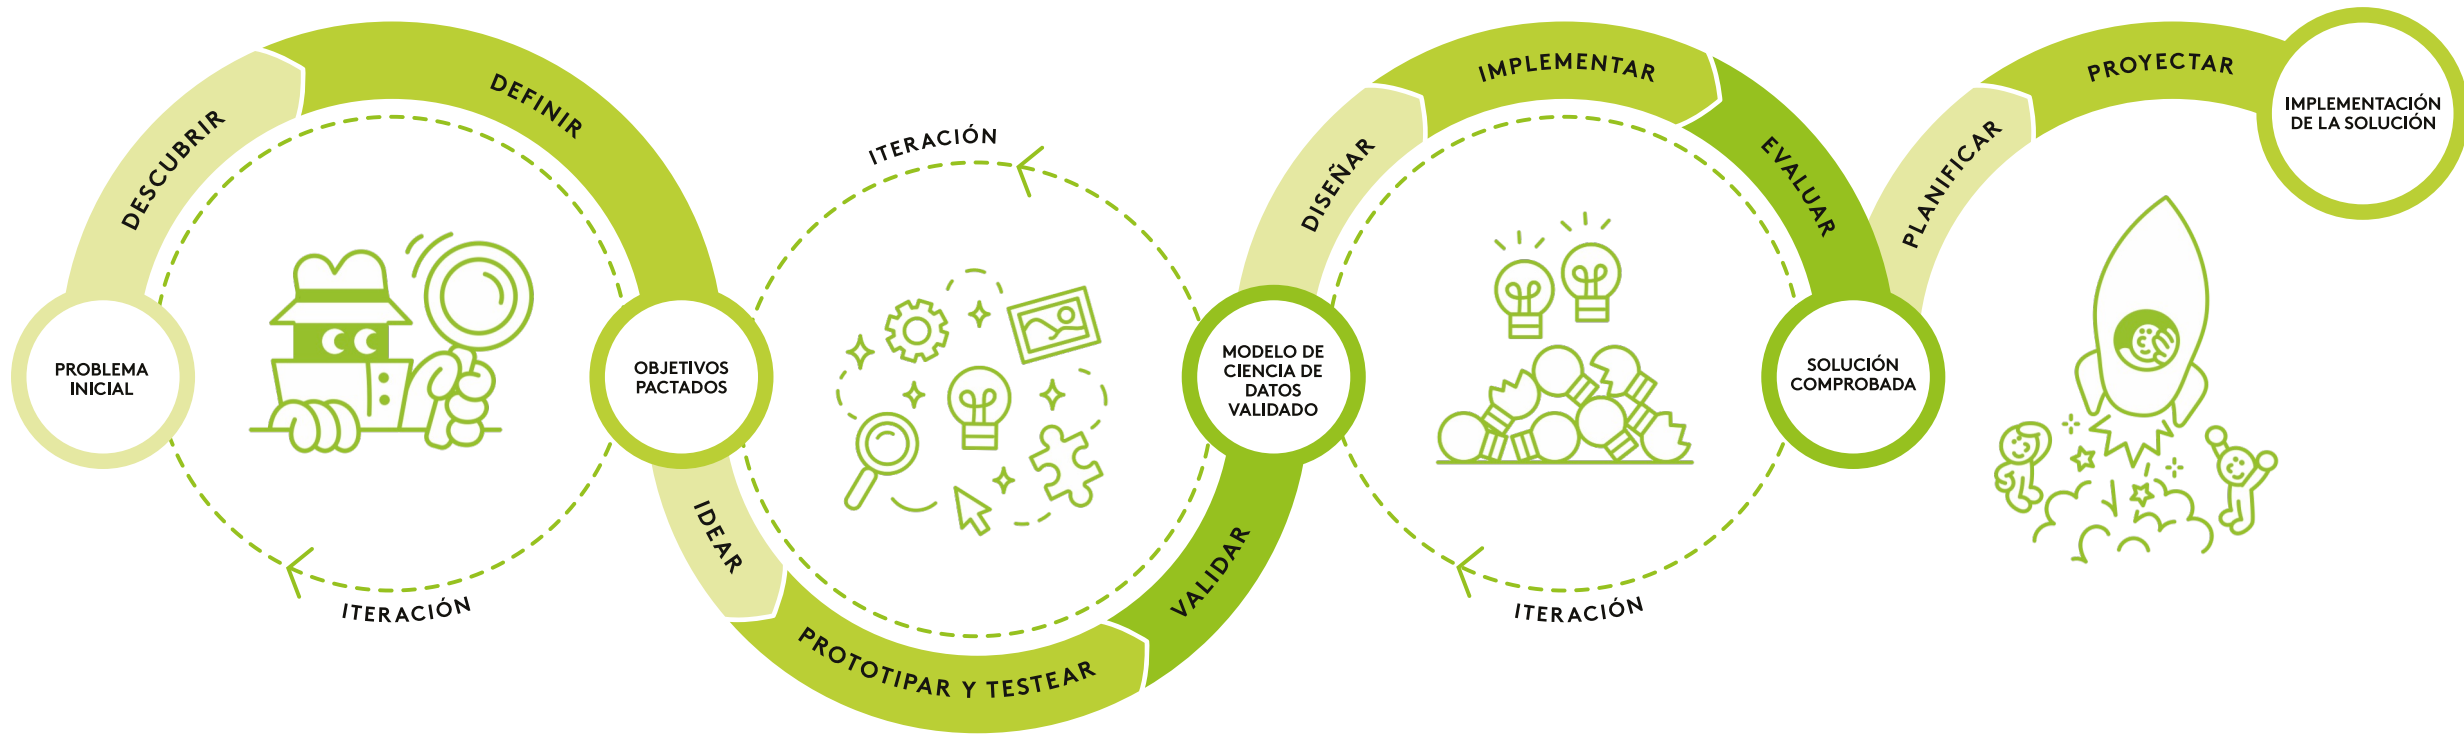 PROBLEMA
INICIAL
DESCUBRIR
DEFINIR
ITERACIÓN
OBJETIVOS
PACTADOS
IDEAR
PROTOTIPAR Y TESTEAR
VALIDAR
ITERACIÓN
MODELO DE
CIENCIA DE
DATOS
VALIDADO
DISEÑAR
IMPLEMENTAR
EVALUAR
ITERACIÓN
SOLUCIÓN
COMPROBADA
PLANIFICAR
PROYECTAR
IMPLEMENTACIÓN
DE LA SOLUCIÓN